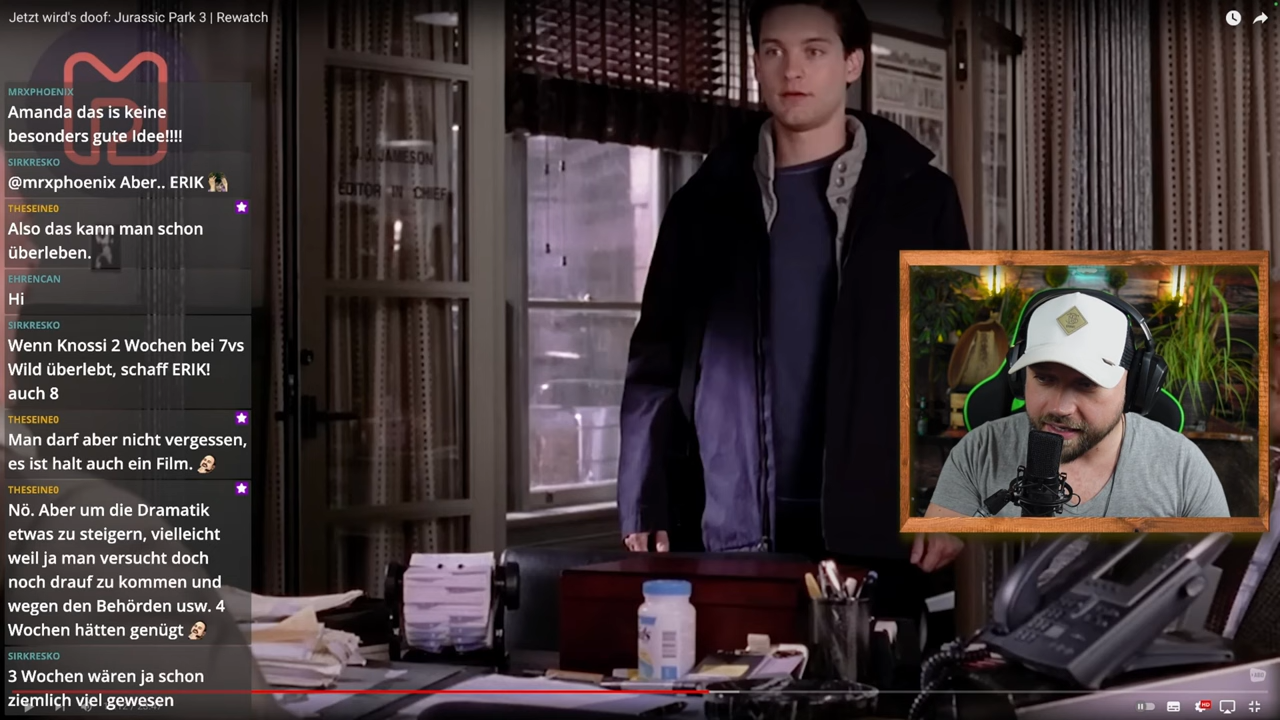 Jetzt wird's doof: Jurassic Park 3 | Rewatch
MRXPHOENIX
Amanda das is keine
besonders gute Idee!!!!
SIRKRESKO
@mrxphoenix Aber.. ERIK
THESEINE0
Also das kann man schon
überleben.
EHRENCAN
Hi
SIRKRESKO
Wenn Knossi 2 Wochen bei 7vs
Wild überlebt, schaff ERIK!
auch 8
THESEINE0
Man darf aber nicht vergessen,
es ist halt auch ein Film.
THESEINE0
Nö. Aber um die Dramatik
etwas zu steigern, vielleicht
weil ja man versucht doch
noch drauf zu kommen und
wegen den Behörden usw. 4
Wochen hätten genügt
SIRKRESKO
3 Wochen wären ja schon
ziemlich viel gewesen
J.J. JAMESON
EDITOR IN CHIEF
HD